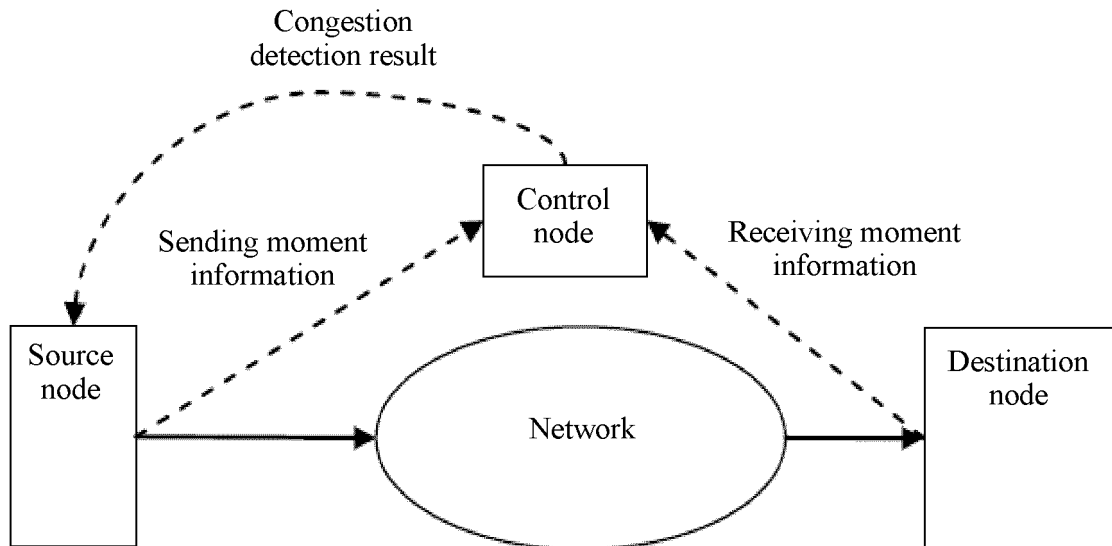 Congestion
detection result
Control
node
Sending moment
information
Receiving moment
information
Source
node
Network
Destination
node